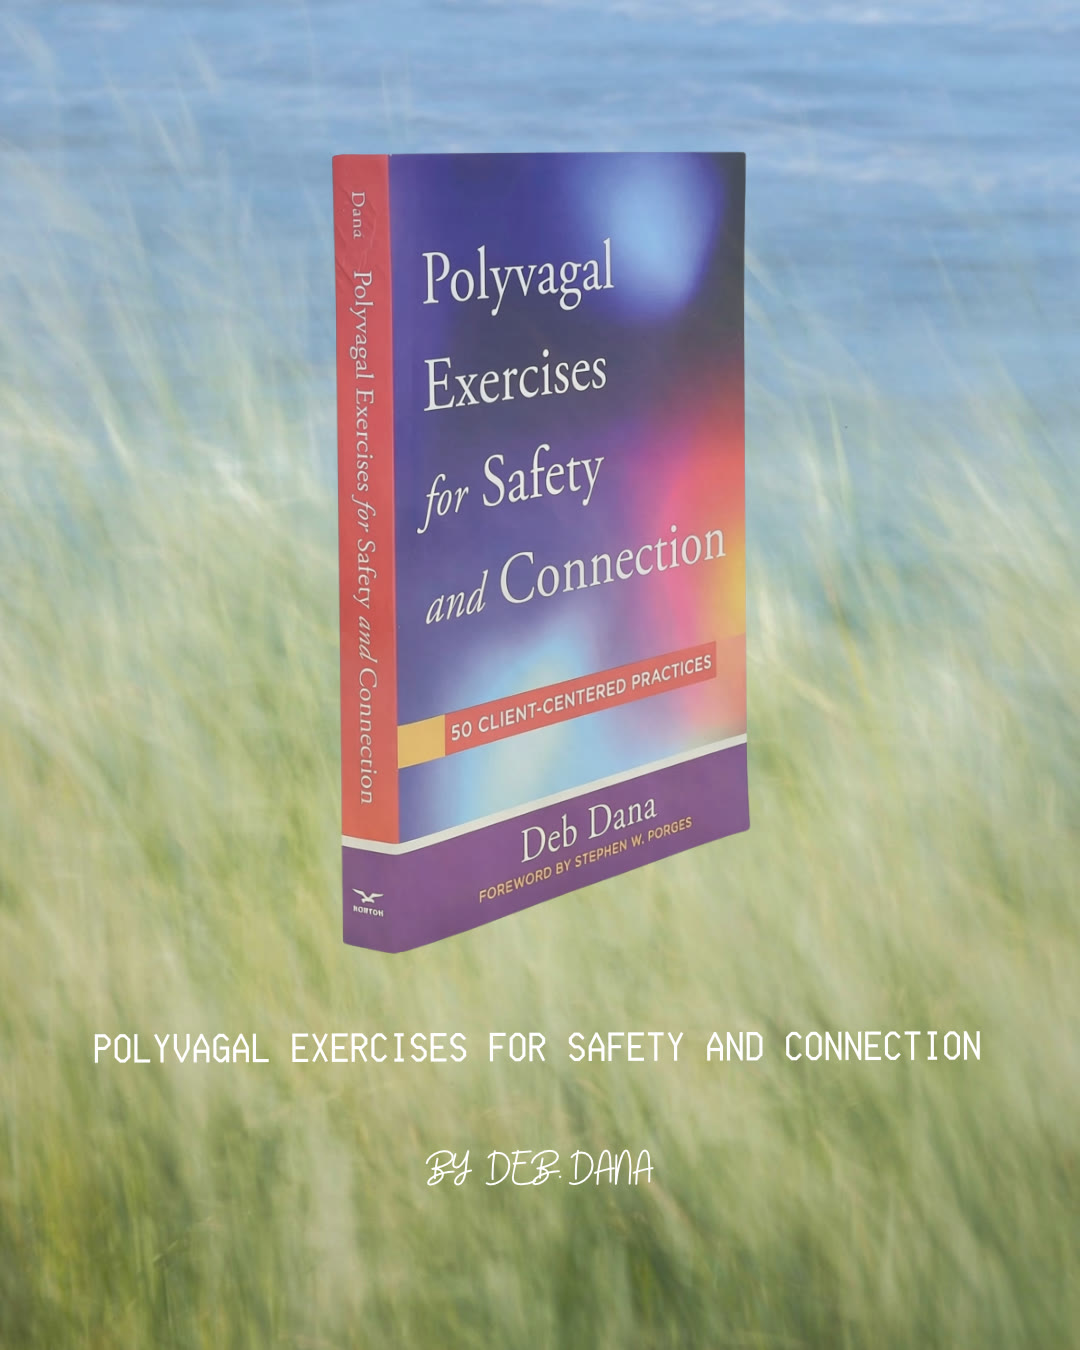 Dana Polyvagal Exercises for Safety and Connection
NORTON
Polyvagal
Exercises
for Safety
and Connection
50 CLIENT-CENTERED PRACTICES
Deb Dana
FOREWORD BY STEPHEN W. PORGES
POLYVAGAL EXERCISES FOR SAFETY AND CONNECTION
BY DEB. DANA